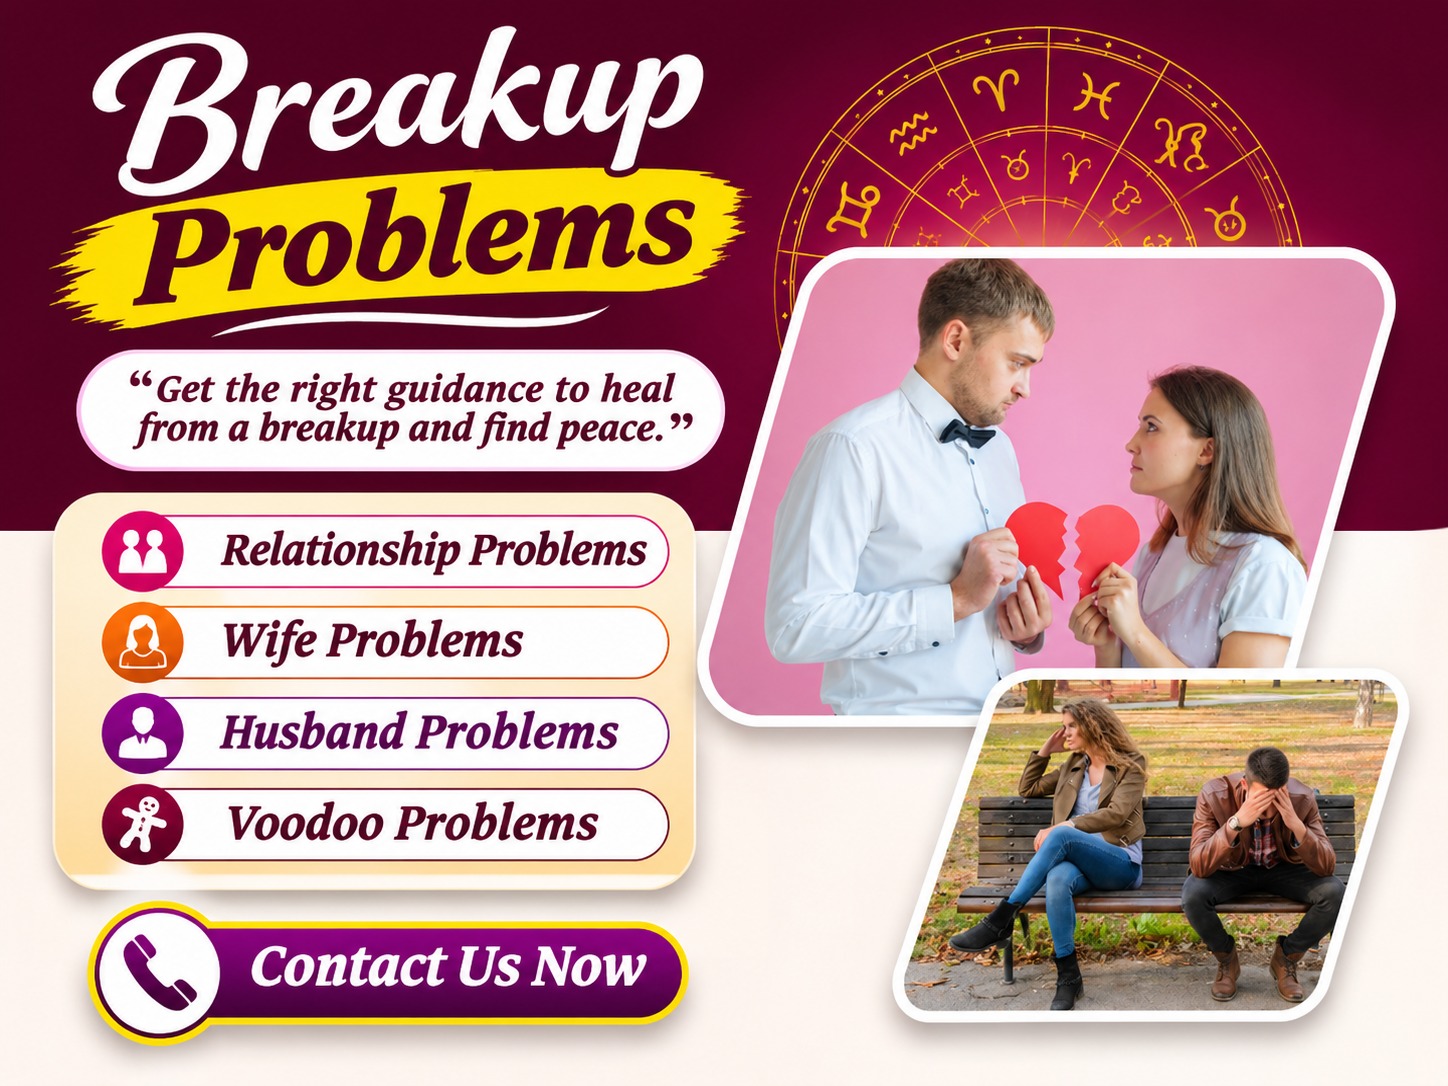 Breakup
Problems
“Get the right guidance to heal
from a breakup and find peace.”
Relationship Problems
Wife Problems
Husband Problems
Voodoo Problems
Contact Us Now